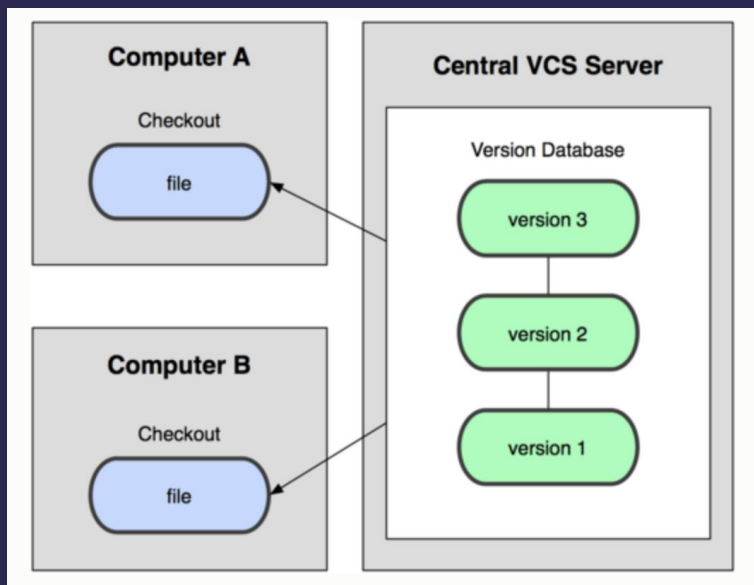 Computer A
Checkout
file
Computer B
Checkout
file
Central VCS Server
Version Database
version 3
version 2
version 1